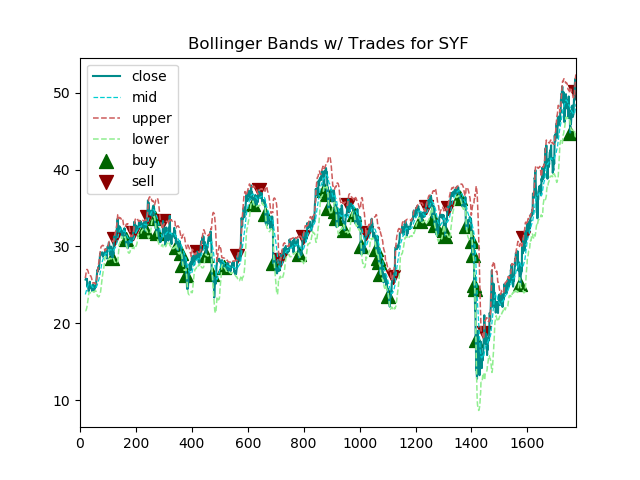 Bollinger Bands w/ Trades for SYF
close
mid
upper
lower
buy
sell
50
40
30
20
10
0 200 400 600 800 1000 1200 1400 1600